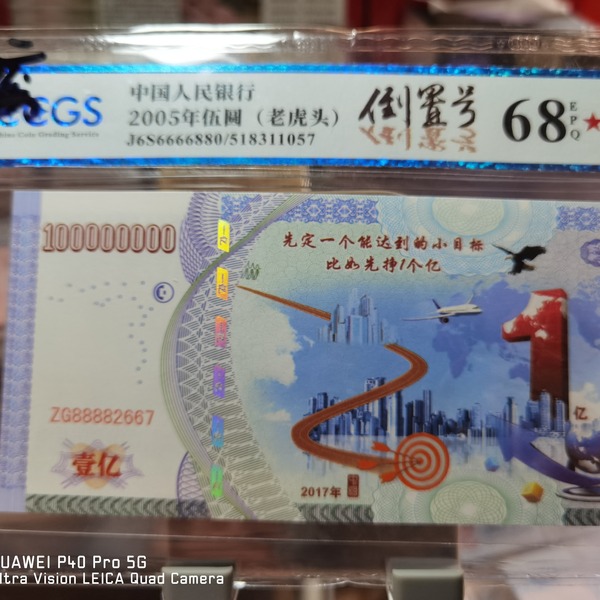 CGS
中国人民银行
2005年伍圆（老虎头）
J6S6666880/518311057
倒置号
68
EPQ
100000000
先定一个能达到的小目标
比如先挣1个亿
1
亿
ZG88882667
壹亿
2017年
HUAWEI P40 Pro 5G
Ultra Vision LEICA Quad Camera